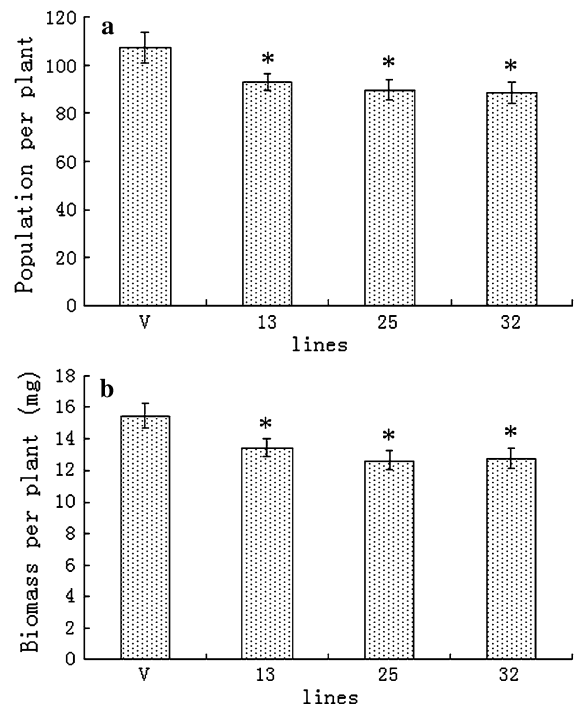 a
Population per plant
120
100
80
60
40
20
0
*
*
*
V 13 25 32
lines
b
Biomass per plant (mg)
18
16
14
12
10
8
6
4
2
0
*
*
*
V 13 25 32
lines